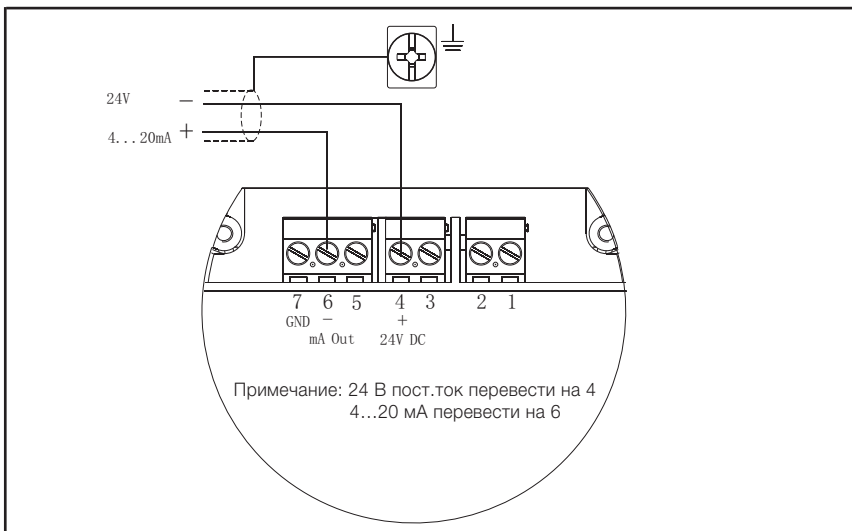 24V −
4...20mA +
7 6 5 4 3 2 1
GND − +
mA Out 24V DC
Примечание: 24 В пост.ток перевести на 4
4...20 мА перевести на 6